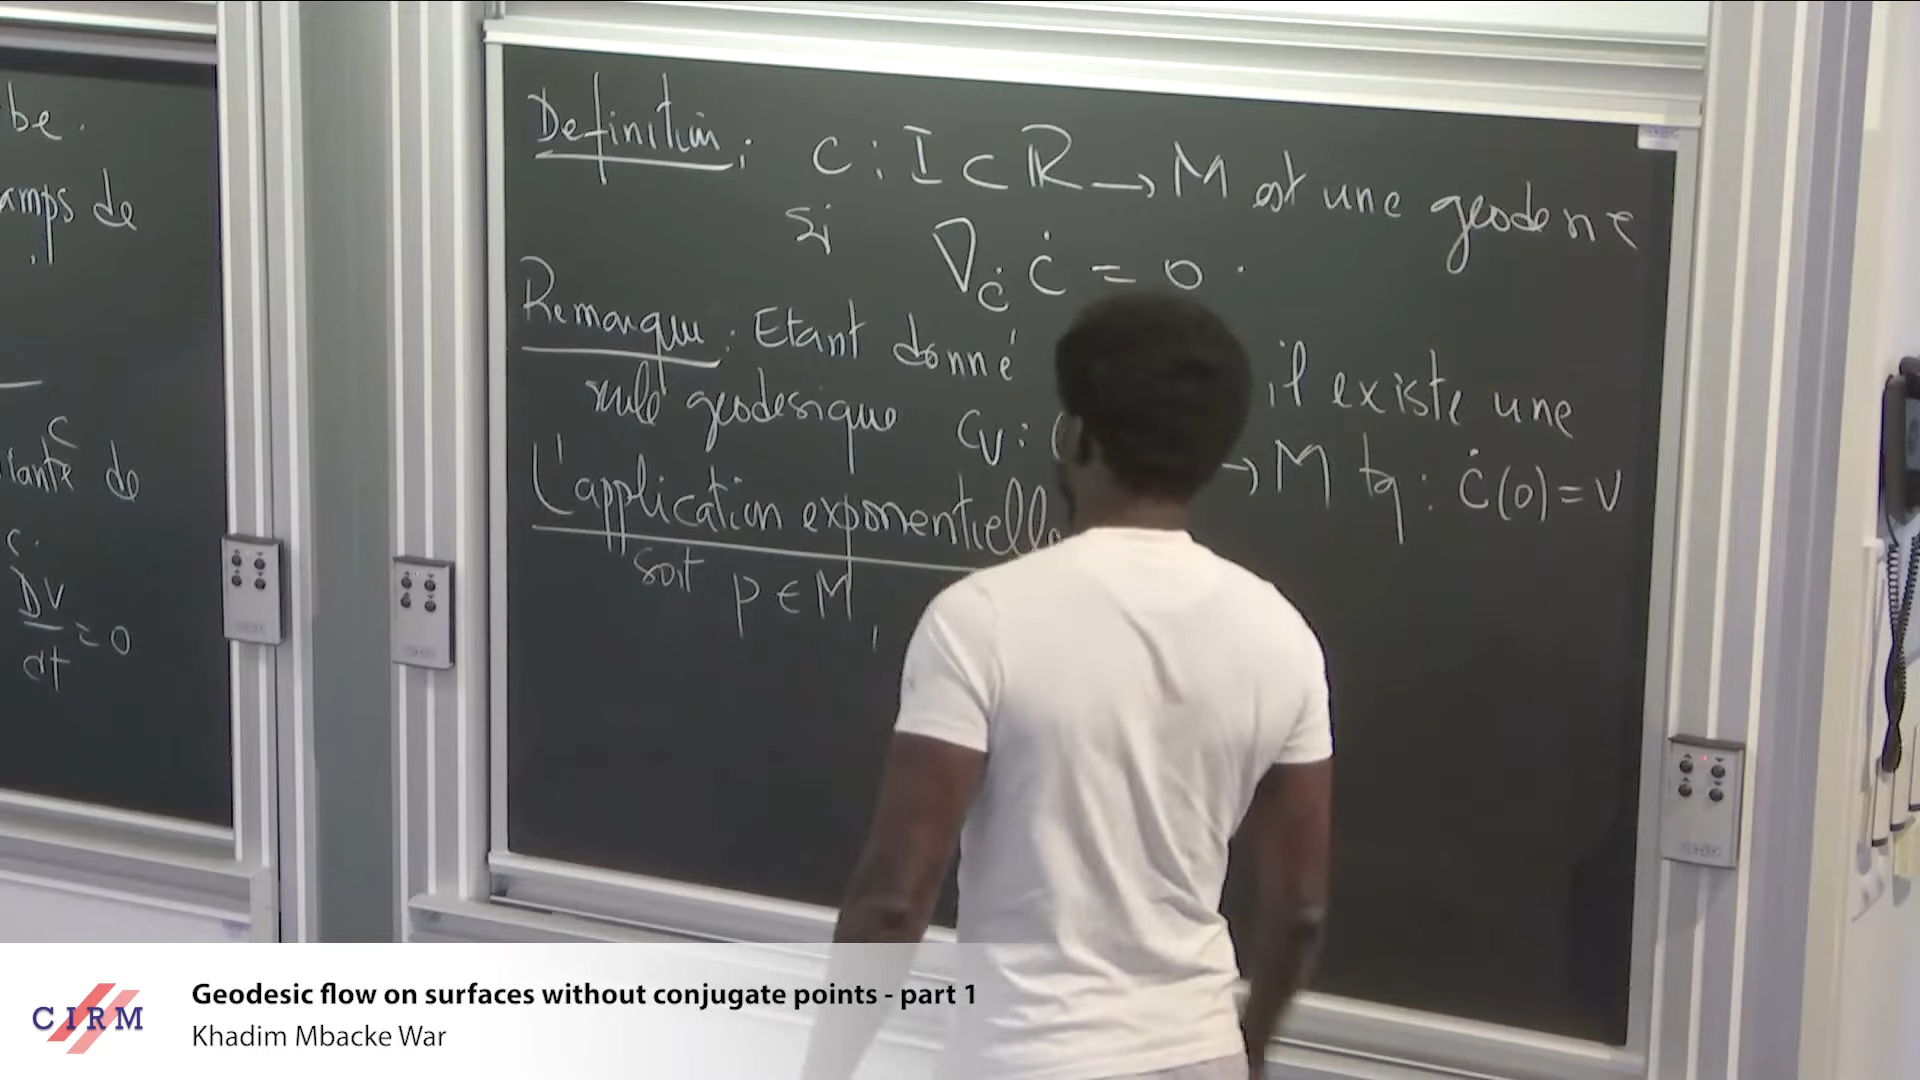 be.
amps de
C
iante de
C.
DV
dt
= 0
Definition : C : I ⊂ ℝ → M est une geodesique
si ∇_ċ ċ = 0.
Remarque : Etant donné il existe une
seule geodesique C_V : ( → M tq : ċ(0) = V
L'application exponentielle
soit p ∈ M,
CIRM
Geodesic flow on surfaces without conjugate points - part 1
Khadim Mbacke War